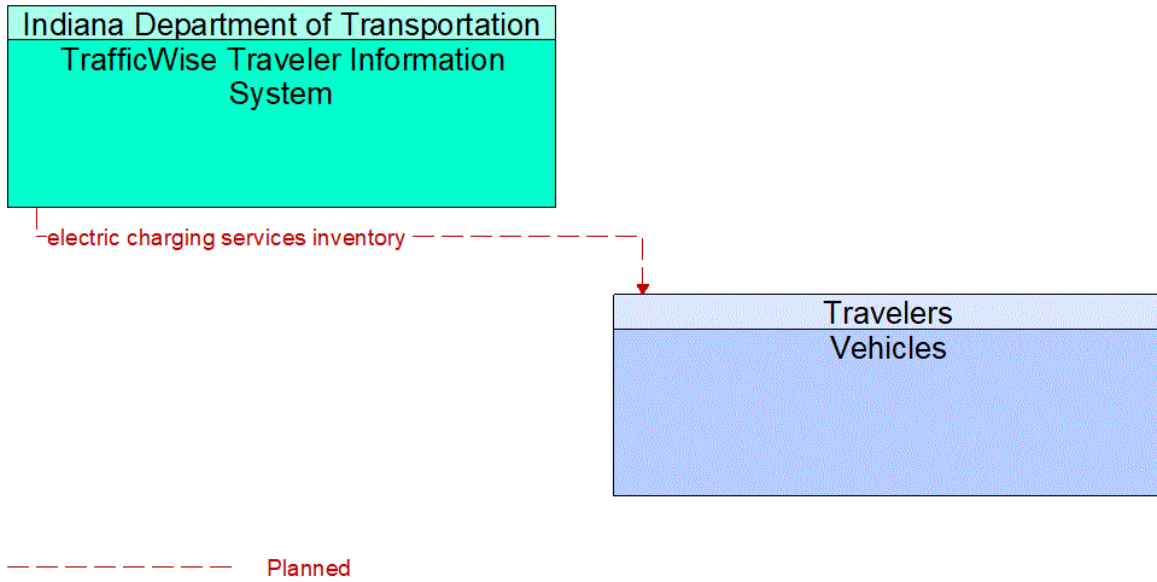 Indiana Department of Transportation
TrafficWise Traveler Information
System
electric charging services inventory
Travelers
Vehicles
Planned